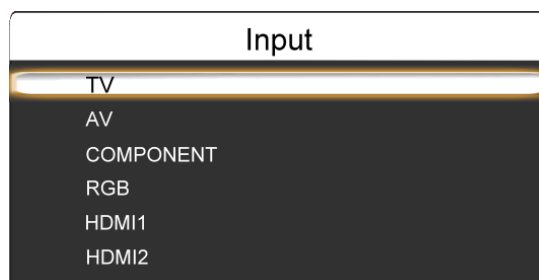 Input
TV
AV
COMPONENT
RGB
HDMI1
HDMI2